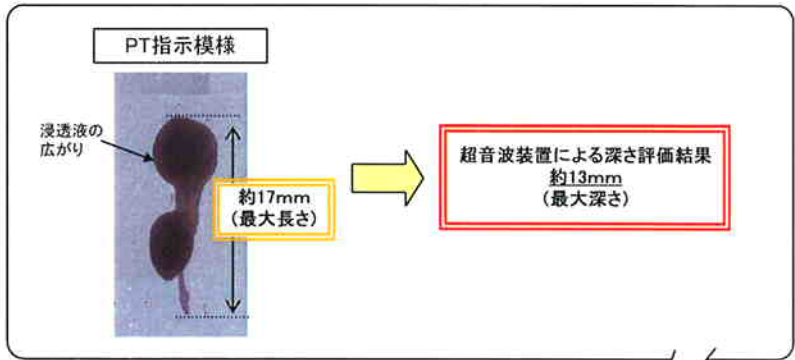 PT指示模様
浸透液の
広がり
約17mm
（最大長さ）
超音波装置による深さ評価結果
約13mm
（最大深さ）